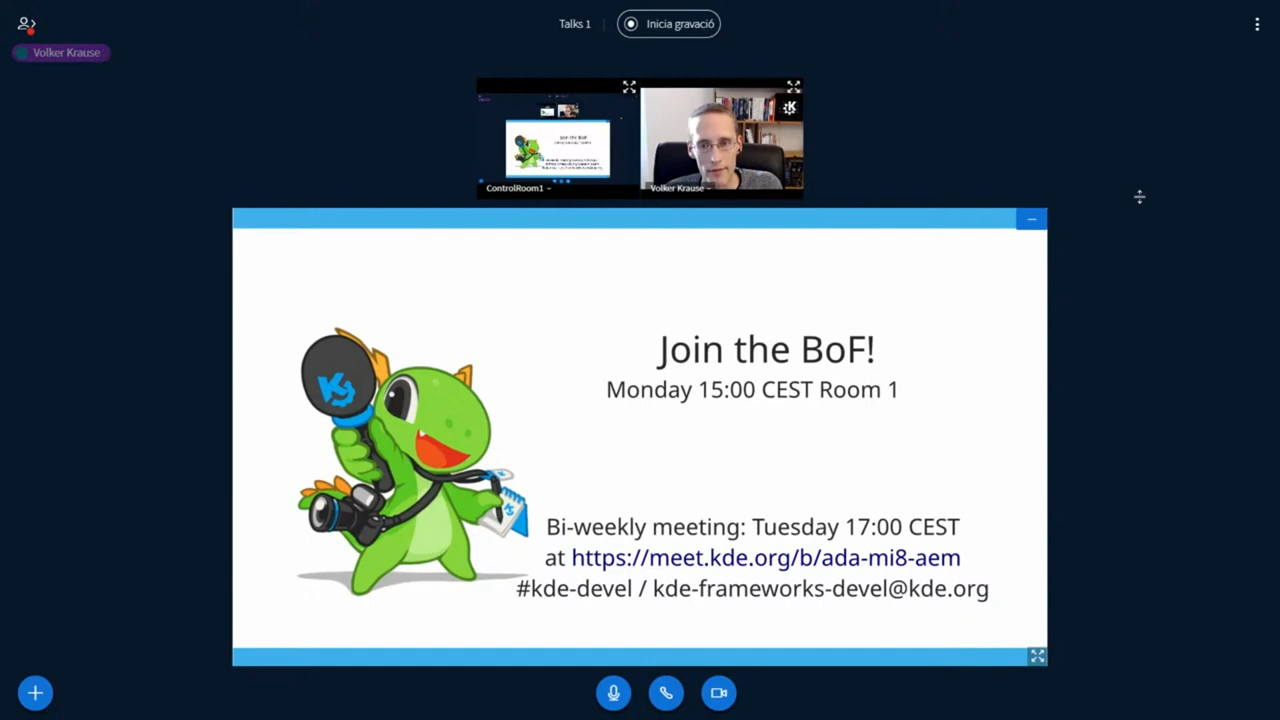 Talks 1
Inicia gravació
Volker Krause
ControlRoom1
Volker Krause
Join the BoF!
Monday 15:00 CEST Room 1
Bi-weekly meeting: Tuesday 17:00 CEST
at https://meet.kde.org/b/ada-mi8-aem
#kde-devel / kde-frameworks-devel@kde.org